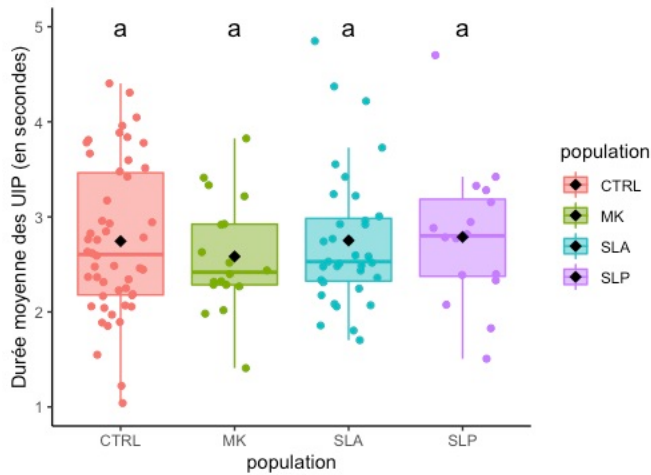 a a a a
5
4
3
2
1
Durée moyenne des UIP (en secondes)
CTRL MK SLA SLP
population
population
CTRL
MK
SLA
SLP